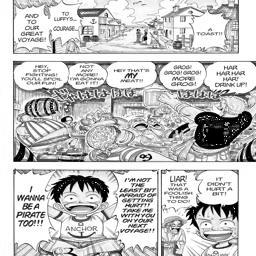 A
TOAST!!
TO
LUFFY'S...
COURAGE...
AND
TO
OUR
GREAT
VOYAGE!
HAR
HAR HAR
HAR!
DRINK UP!
GROG!
GROG! GROG!
MORE
GROG!
HEY THAT'S
MY
MEAT!!
NOT
ANY
MORE!
I'M GONNA
EAT IT!
HEY,
STOP
FIGHTING!
YOU'LL SPOIL
OUR FUN!
IT
DIDN'T
HURT A
BIT!
LIAR!
THAT
WAS A
FOOLISH
THING
TO DO!
I'M NOT
THE LEAST
BIT AFRAID
OF GETTING
HURT!!
TAKE ME
WITH YOU
ON YOUR
NEXT
VOYAGE!!
I
WANNA
BE A
PIRATE
TOO!!!
ANCHOR